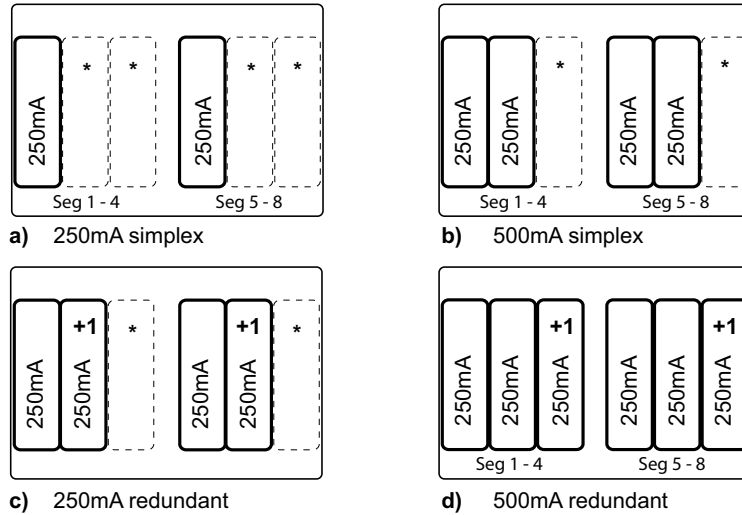 * * * *
250mA 250mA
Seg 1 - 4 Seg 5 - 8
a) 250mA simplex
* *
250mA 250mA 250mA 250mA
Seg 1 - 4 Seg 5 - 8
b) 500mA simplex
+1 * +1 *
250mA 250mA 250mA 250mA
c) 250mA redundant
+1 +1
250mA 250mA 250mA 250mA 250mA 250mA
Seg 1 - 4 Seg 5 - 8
d) 500mA redundant